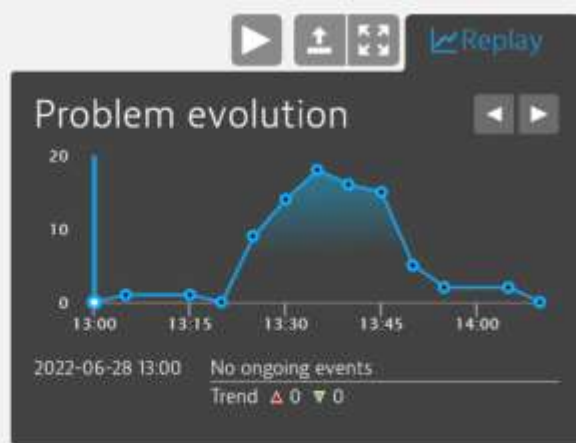 Replay
Problem evolution
20
10
0
13:00 13:15 13:30 13:45 14:00
2022-06-28 13:00 No ongoing events
Trend 0 0